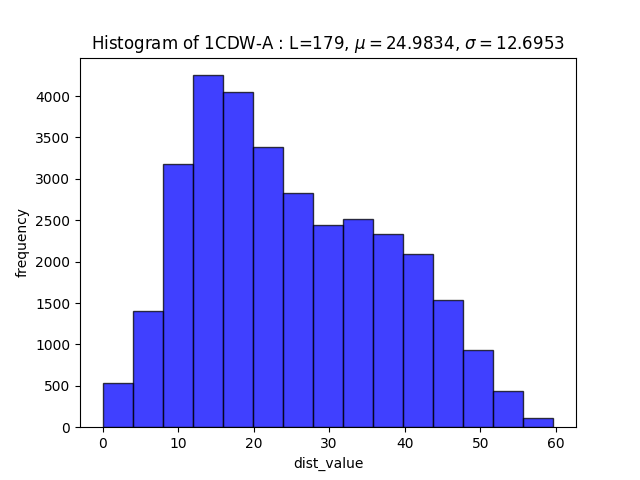 Histogram of 1CDW-A : L=179, μ = 24.9834, σ = 12.6953
frequency
4000
3500
3000
2500
2000
1500
1000
500
0
0 10 20 30 40 50 60
dist_value